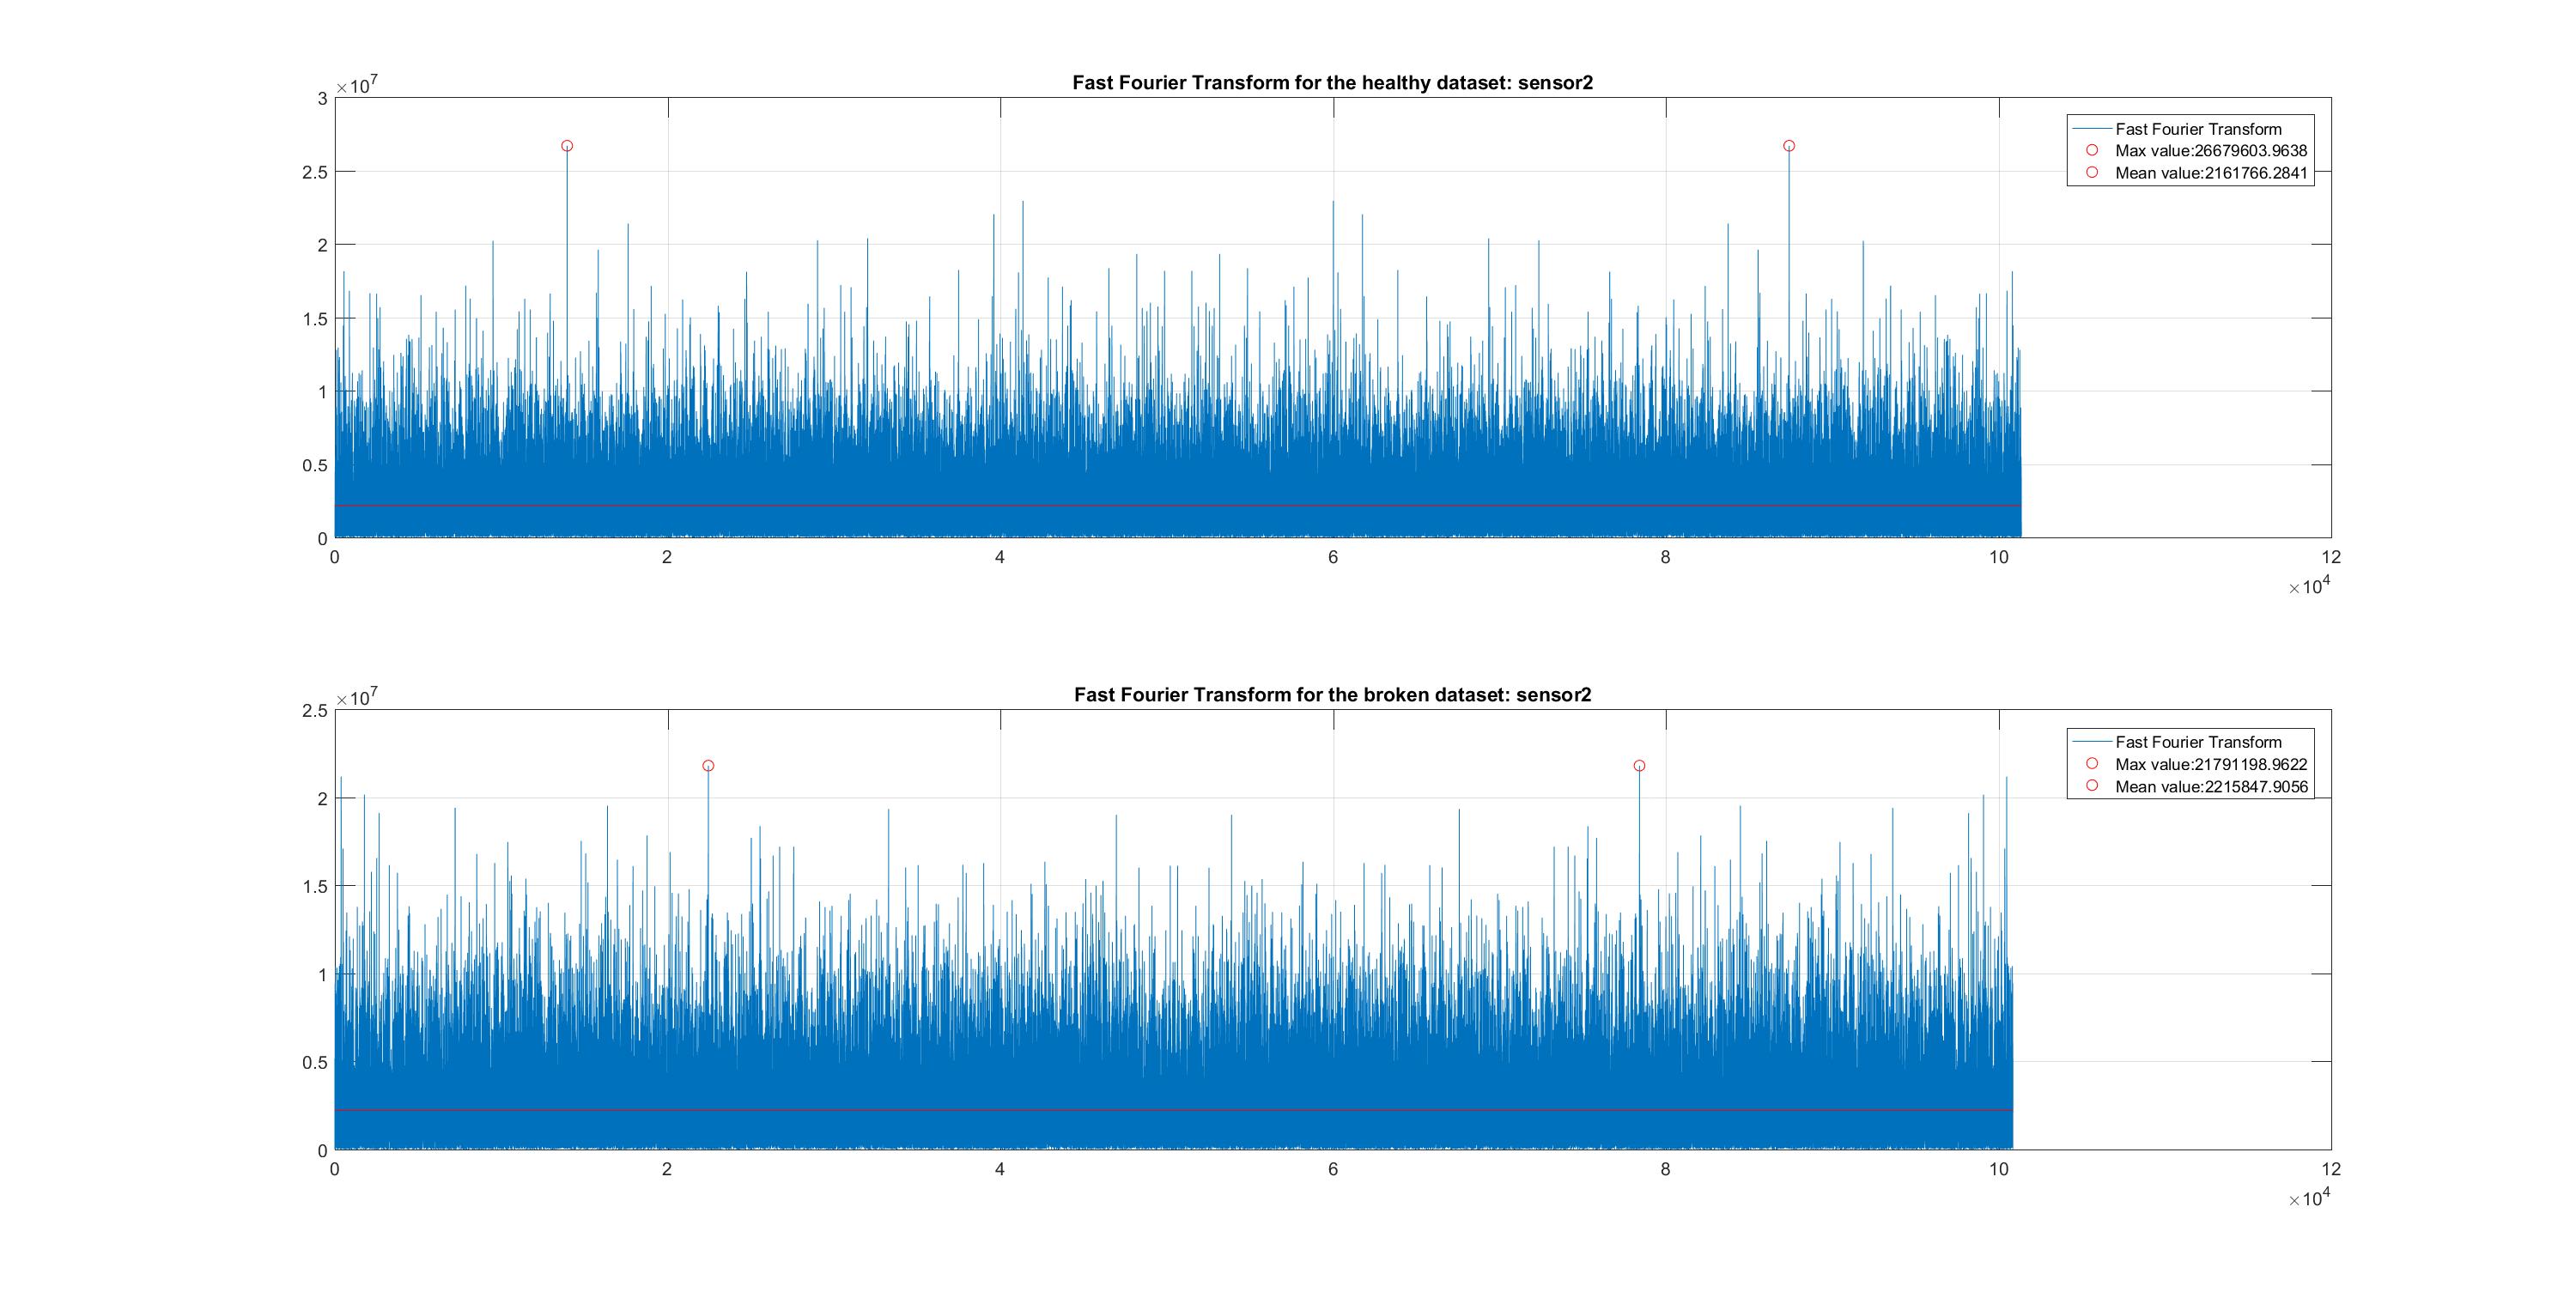 Fast Fourier Transform for the healthy dataset: sensor2
×10^7
3
2.5
2
1.5
1
0.5
0
0 2 4 6 8 10 12
×10^4
Fast Fourier Transform
Max value:26679603.9638
Mean value:2161766.2841
Fast Fourier Transform for the broken dataset: sensor2
×10^7
2.5
2
1.5
1
0.5
0
0 2 4 6 8 10 12
×10^4
Fast Fourier Transform
Max value:21791198.9622
Mean value:2215847.9056